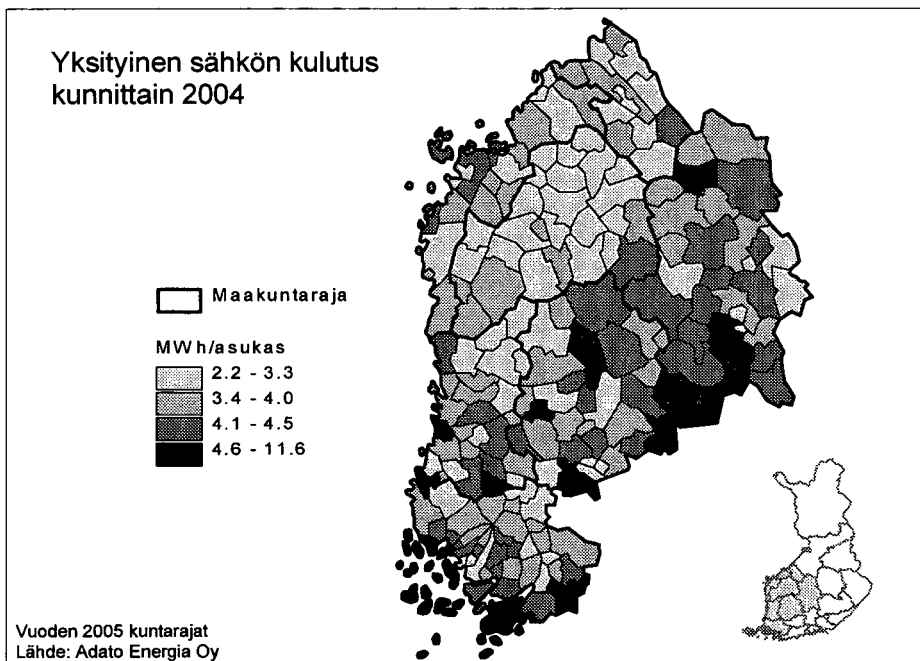 Yksityinen sähkön kulutus
kunnittain 2004
Maakuntaraja
MWh/asukas
2.2 - 3.3
3.4 - 4.0
4.1 - 4.5
4.6 - 11.6
Vuoden 2005 kuntarajat
Lähde: Adato Energia Oy